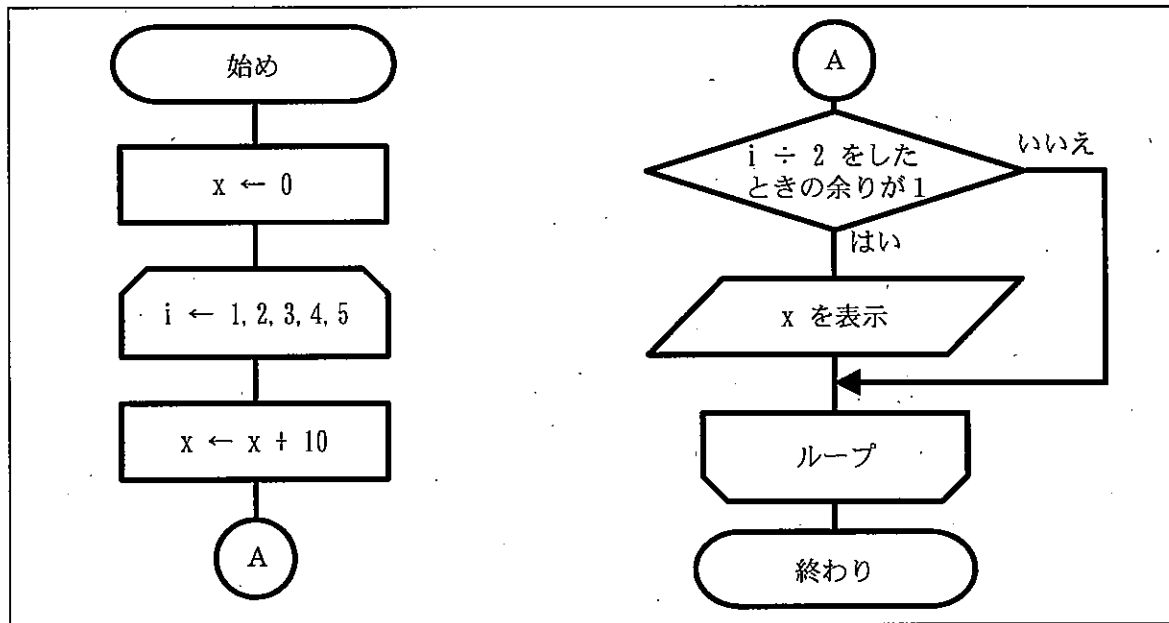 始め
x ← 0
i ← 1, 2, 3, 4, 5
x ← x + 10
A
A
i ÷ 2 をした
ときの余りが1
いいえ
はい
x を表示
ループ
終わり